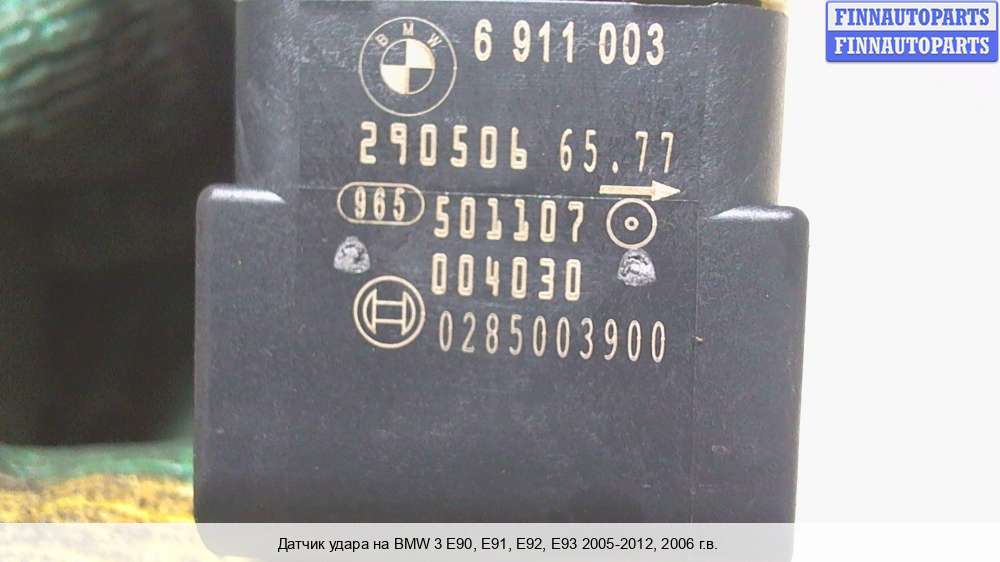 FINNAUTOPARTS
FINNAUTOPARTS
BMW
6 911 003
290506 65.77
965
501107
004030
0285003900
Датчик удара на BMW 3 E90, E91, E92, E93 2005-2012, 2006 г.в.